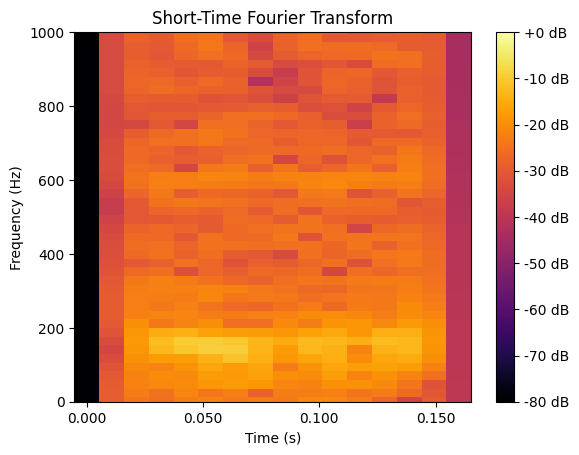 Short-Time Fourier Transform
1000
800
600
400
200
0
Frequency (Hz)
0.000
0.050
0.100
0.150
Time (s)
+0 dB
-10 dB
-20 dB
-30 dB
-40 dB
-50 dB
-60 dB
-70 dB
-80 dB